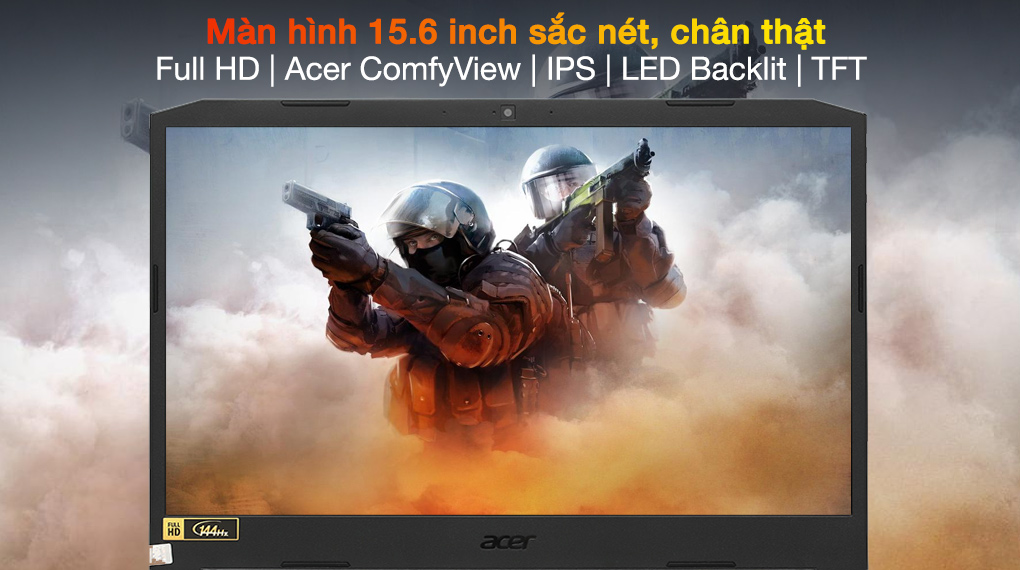 Màn hình 15.6 inch sắc nét, chân thật
Full HD | Acer ComfyView | IPS | LED Backlit | TFT
FULL HD
144Hz
acer